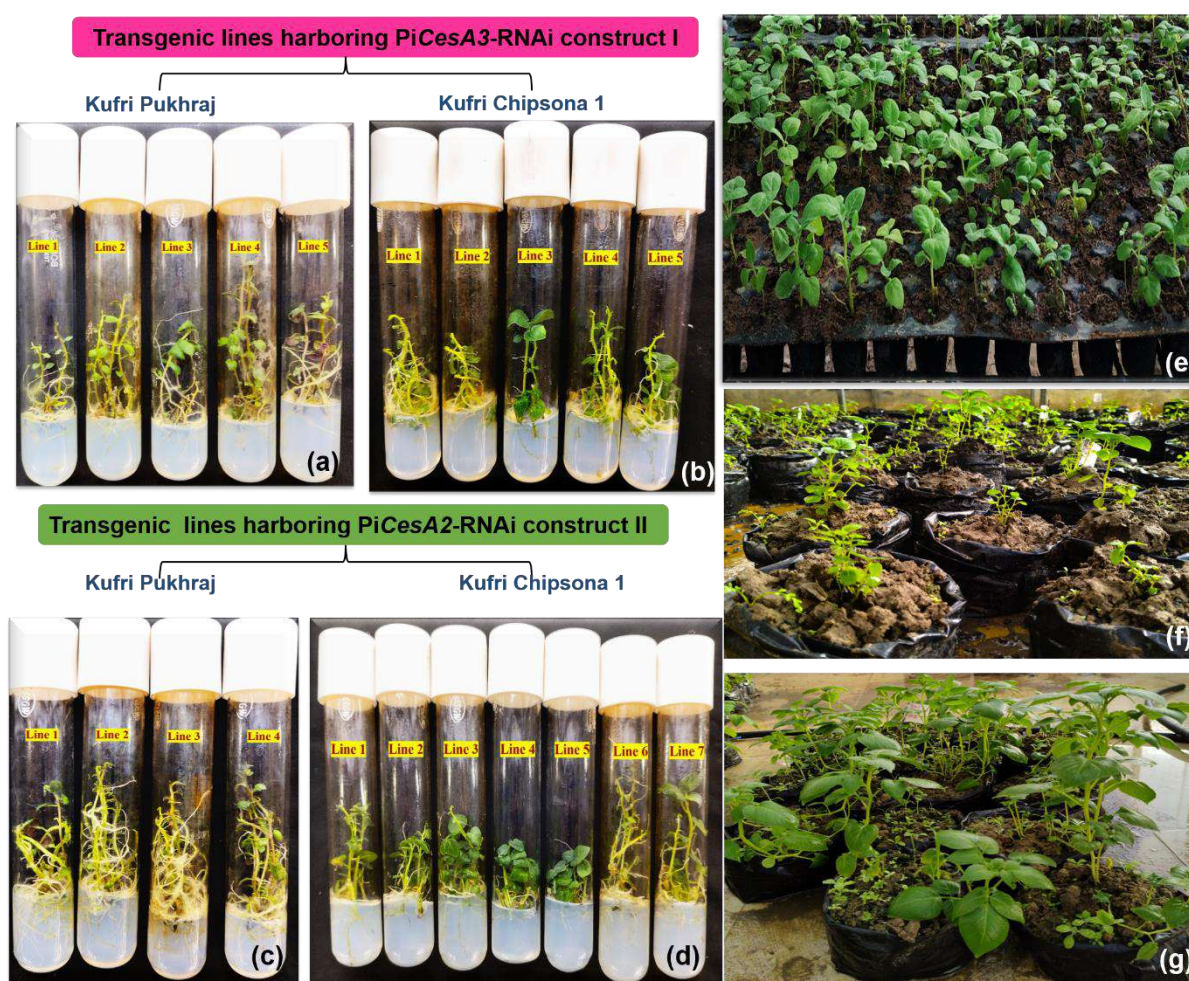 Transgenic lines harboring PiCesA3-RNAi construct I
Kufri Pukhraj
Kufri Chipsona 1
Line 1
Line 2
Line 3
Line 4
Line 5
(a)
Line 1
Line 2
Line 3
Line 4
Line 5
(b)
Transgenic lines harboring PiCesA2-RNAi construct II
Kufri Pukhraj
Kufri Chipsona 1
Line 1
Line 2
Line 3
Line 4
(c)
Line 1
Line 2
Line 3
Line 4
Line 5
Line 6
Line 7
(d)
(e
(f)
(g)